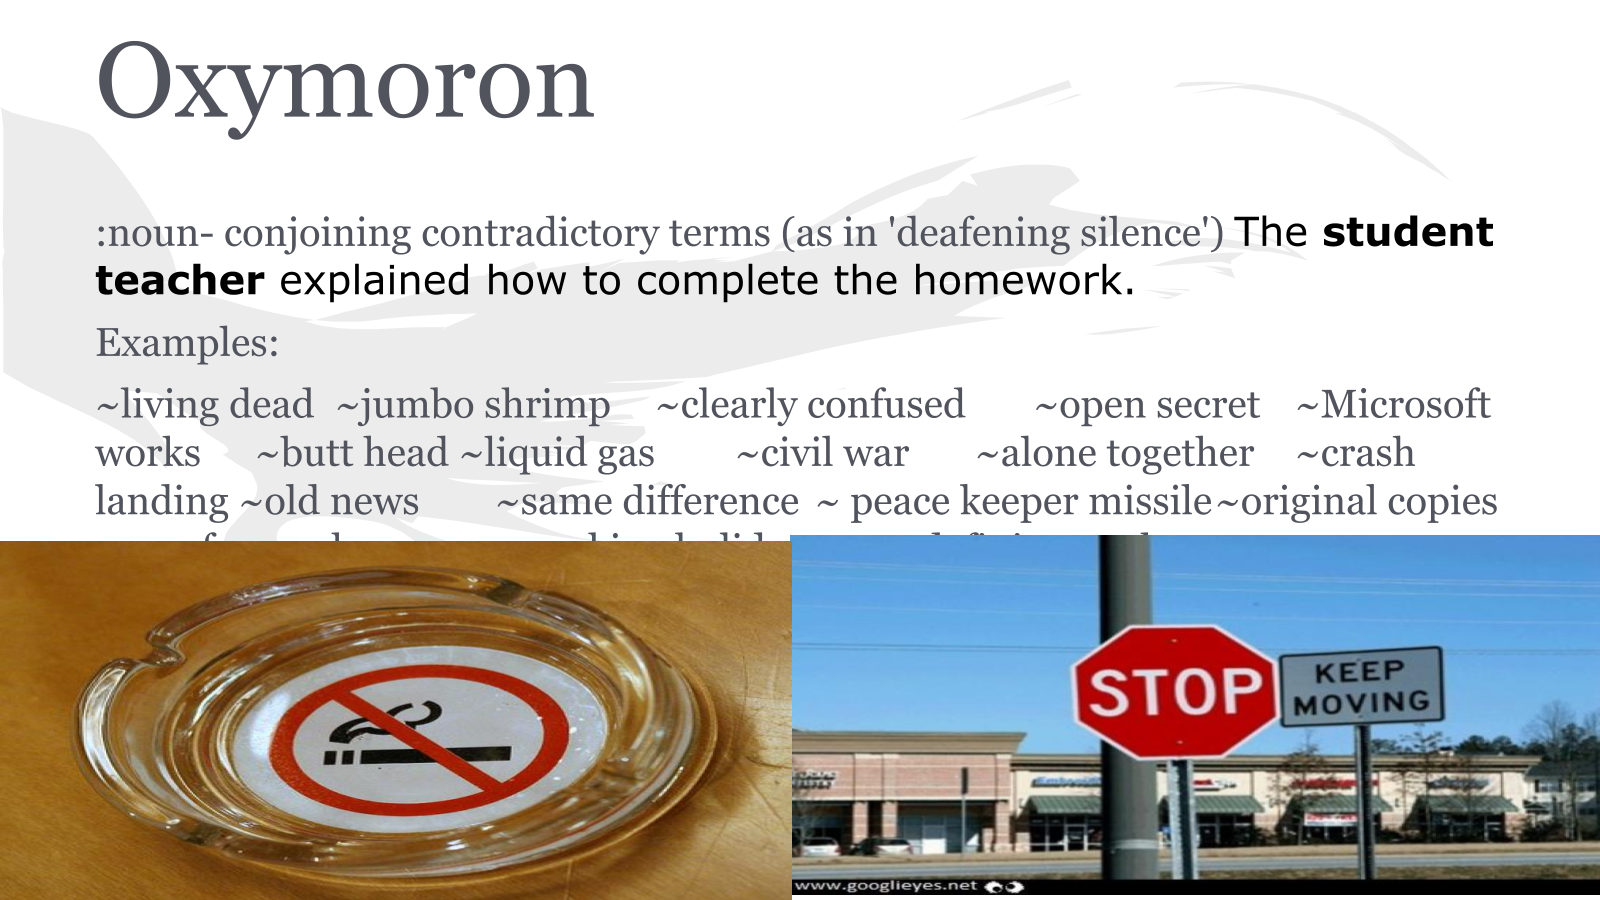 Oxymoron
:noun- conjoining contradictory terms (as in 'deafening silence') The student
teacher explained how to complete the homework.
Examples:
~living dead ~jumbo shrimp ~clearly confused ~open secret ~Microsoft
works ~butt head ~liquid gas ~civil war ~alone together ~crash
landing ~old news ~same difference ~ peace keeper missile~original copies
STOP
KEEP
MOVING
www.googlieyes.net